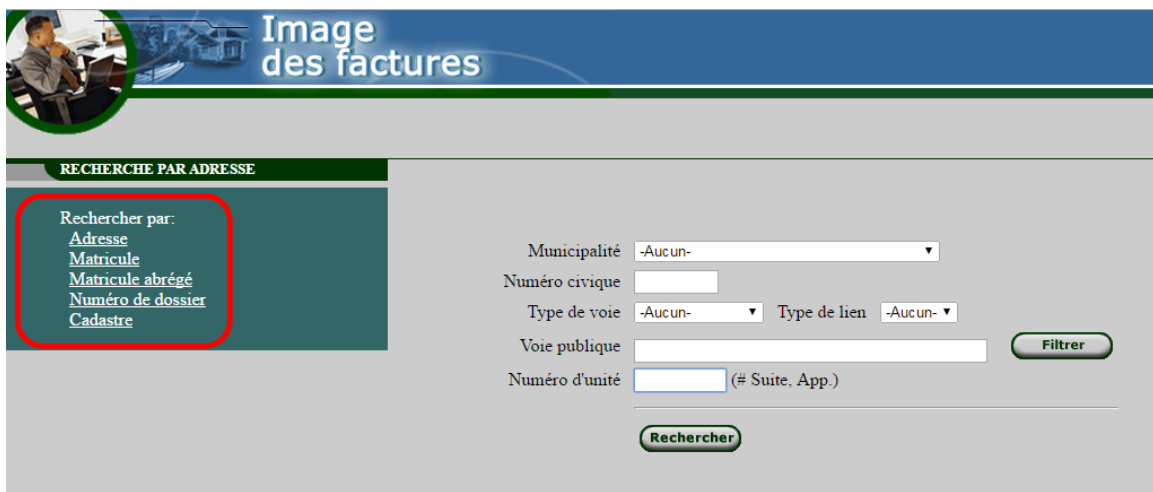 Image
des factures
RECHERCHE PAR ADRESSE
Rechercher par:
Adresse
Matricule
Matricule abrégé
Numéro de dossier
Cadastre
Municipalité -Aucun-
Numéro civique
Type de voie -Aucun- Type de lien -Aucun-
Voie publique Filtrer
Numéro d'unité (# Suite, App.)
Rechercher